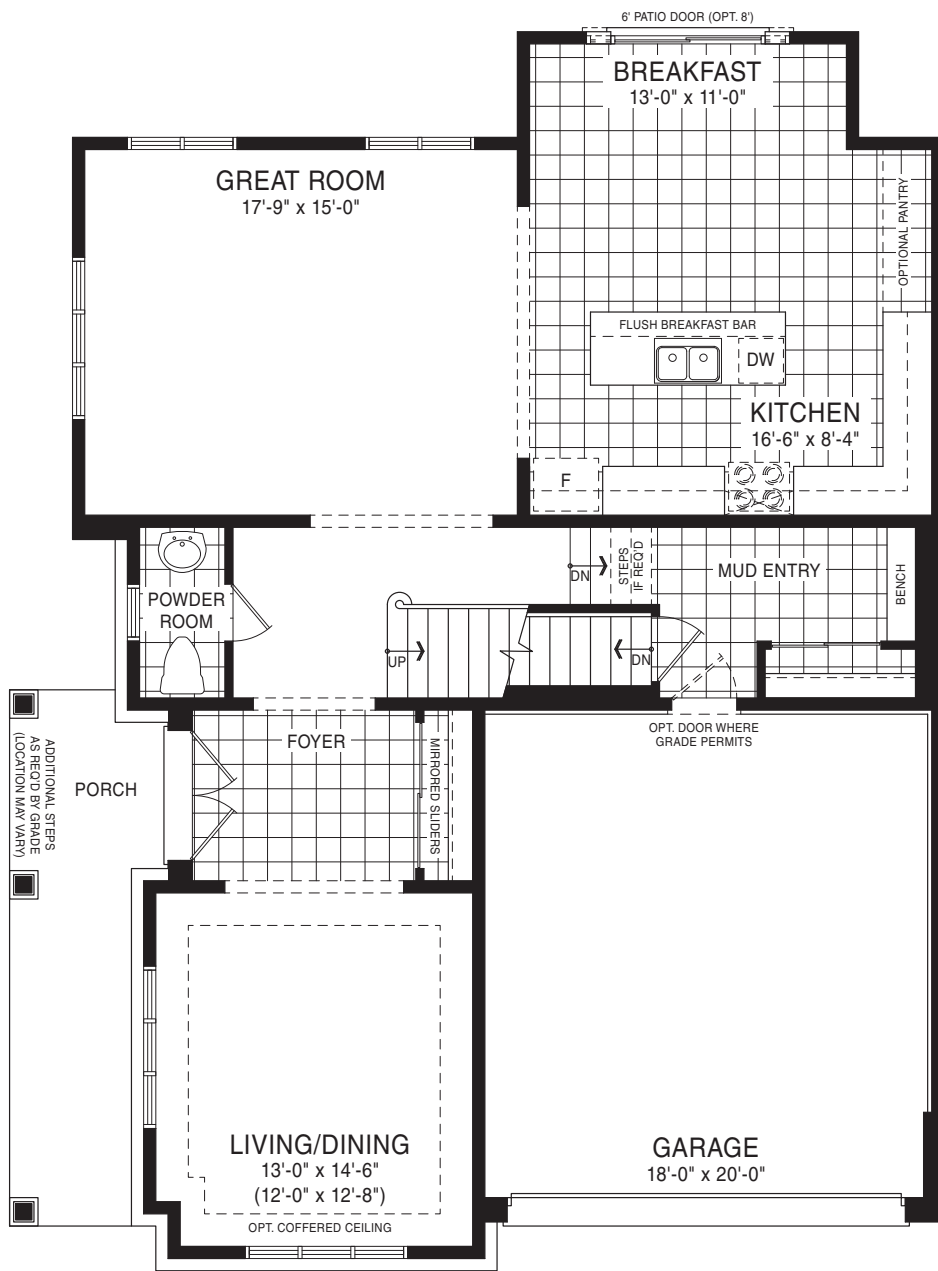 6' PATIO DOOR (OPT. 8')
BREAKFAST
13'-0" x 11'-0"
GREAT ROOM
17'-9" x 15'-0"
OPTIONAL PANTRY
FLUSH BREAKFAST BAR
DW
KITCHEN
16'-6" x 8'-4"
F
POWDER
ROOM
DN
STEPS
IF REQ'D
MUD ENTRY
BENCH
UP
DN
OPT. DOOR WHERE
GRADE PERMITS
FOYER
MIRRORED SLIDERS
PORCH
ADDITIONAL STEPS
AS REQ'D BY GRADE
(LOCATION MAY VARY)
LIVING/DINING
13'-0" x 14'-6"
(12'-0" x 12'-8")
OPT. COFFERED CEILING
GARAGE
18'-0" x 20'-0"